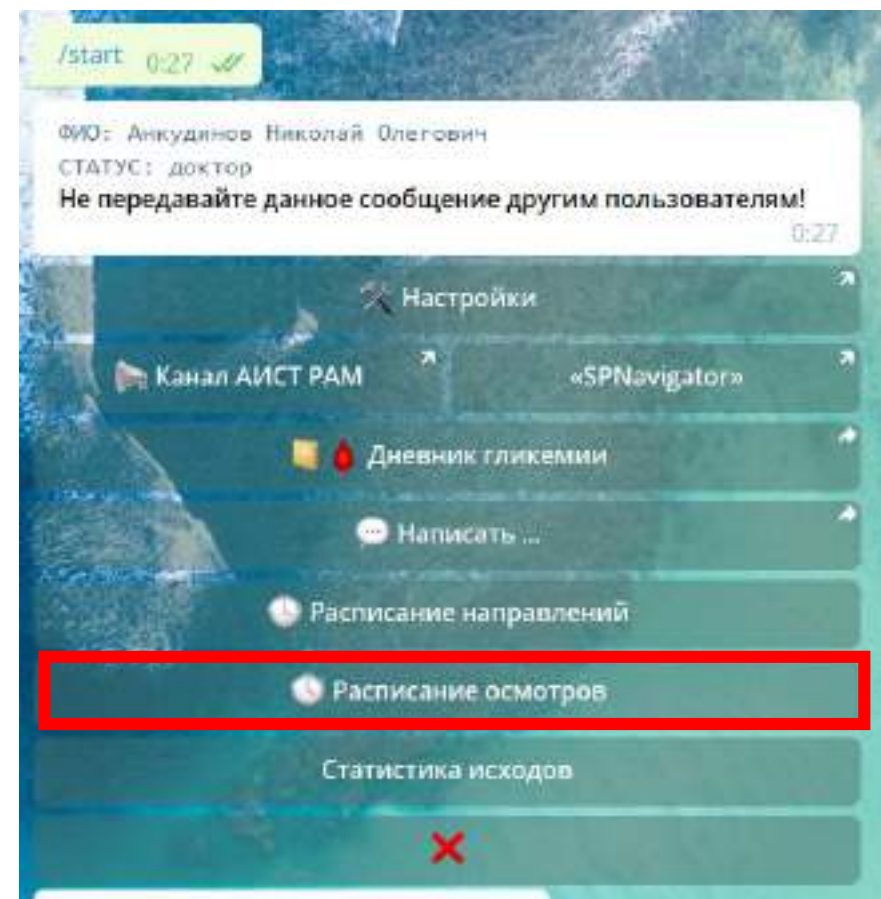 /start 0:27
ФИО: Анкудинов Николай Олегович
СТАТУС: доктор
Не передавайте данное сообщение другим пользователям!
0:27
Настройки
Канал АИСТ РАМ
«SPNavigator»
Дневник гликемии
Написать ...
Расписание направлений
Расписание осмотров
Статистика исходов